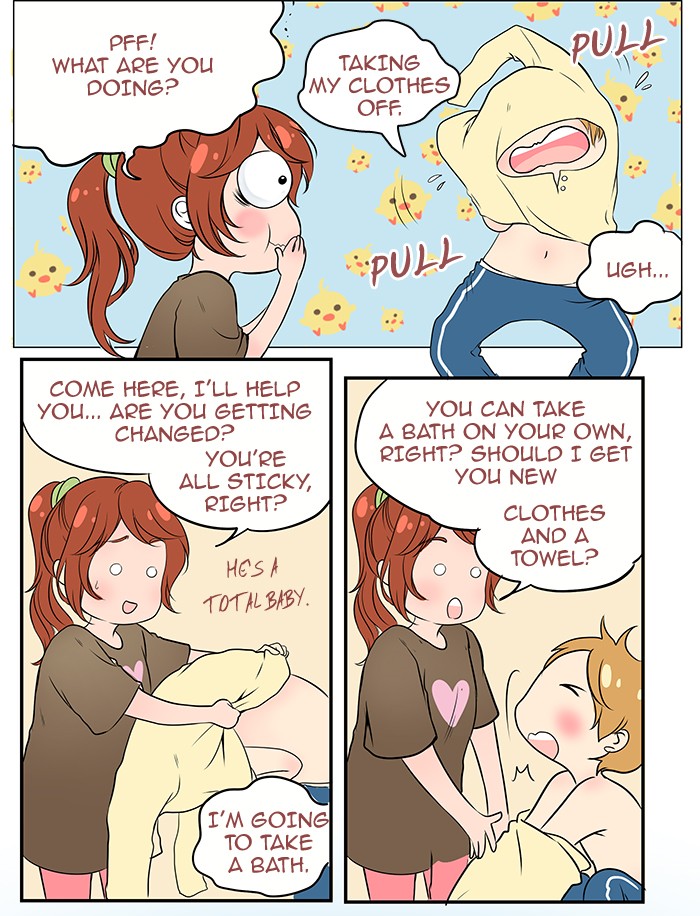 PFF!
WHAT ARE YOU
DOING?
TAKING
MY CLOTHES
OFF.
PULL
PULL
UGH...
COME HERE, I'LL HELP
YOU... ARE YOU GETTING
CHANGED?
YOU'RE
ALL STICKY,
RIGHT?
HE'S A
TOTAL BABY.
I'M GOING
TO TAKE
A BATH.
YOU CAN TAKE
A BATH ON YOUR OWN,
RIGHT? SHOULD I GET
YOU NEW
CLOTHES
AND A
TOWEL?